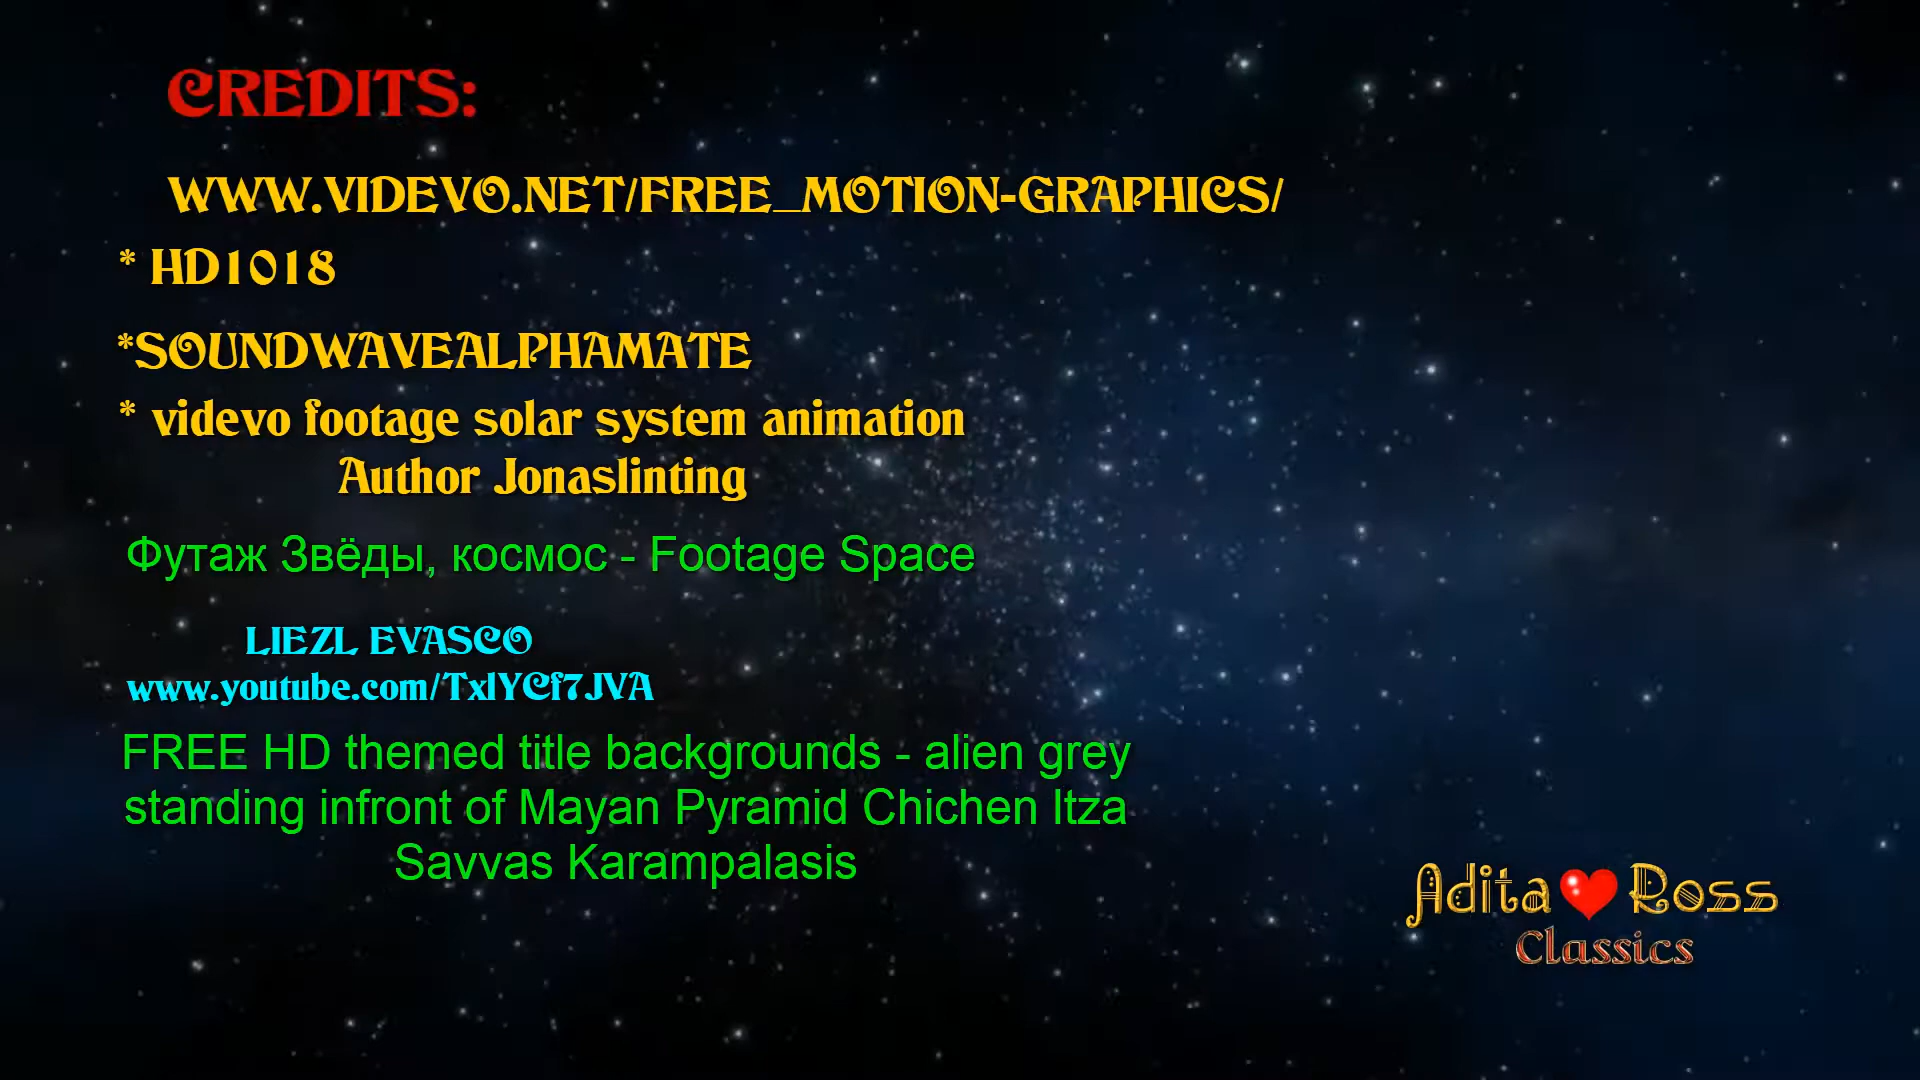 CREDITS:
WWW.VIDEVO.NET/FREE_MOTION-GRAPHICS/
* HD1018
*SOUNDWAVEALPHAMATE
* videvo footage solar system animation
Author Jonaslinting
Футаж Звёды, космос - Footage Space
LIEZL EVASCO
www.youtube.com/TxlYCf7JVA
FREE HD themed title backgrounds - alien grey
standing infront of Mayan Pyramid Chichen Itza
Savvas Karampalasis
Adita Ross
Classics